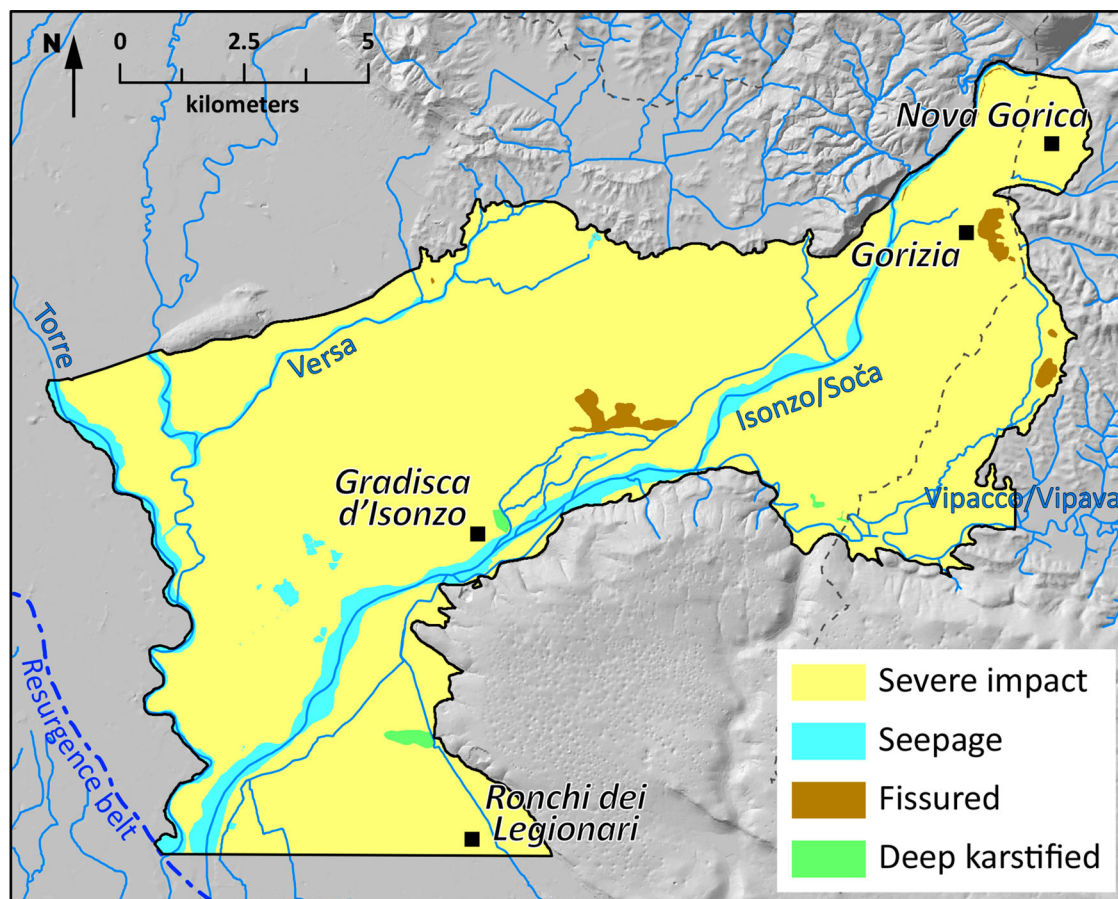 N
0 2.5 5
kilometers
Nova Gorica
Gorizia
Torre
Versa
Isonzo/Soča
Gradisca
d'Isonzo
Vipacco/Vipava
Resurgence belt
Ronchi dei
Legionari
Severe impact
Seepage
Fissured
Deep karstified